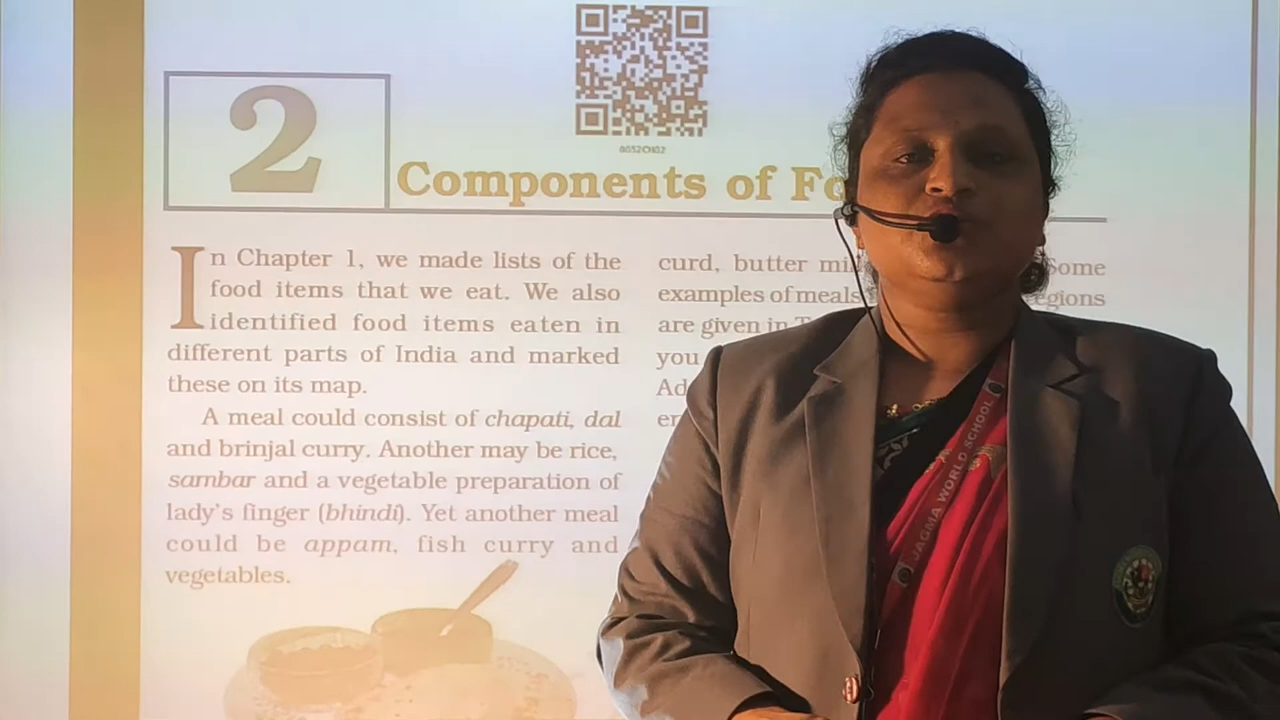 2
0652CH02
Components of Fo
In Chapter 1, we made lists of the
food items that we eat. We also
identified food items eaten in
different parts of India and marked
these on its map.
A meal could consist of chapati, dal
and brinjal curry. Another may be rice,
sambar and a vegetable preparation of
lady's finger (bhindi). Yet another meal
could be appam, fish curry and
vegetables.
curd, butter mi Some
examples of meals egions
are given in T
you
Ad
en
JAGMA WORLD SCHOOL